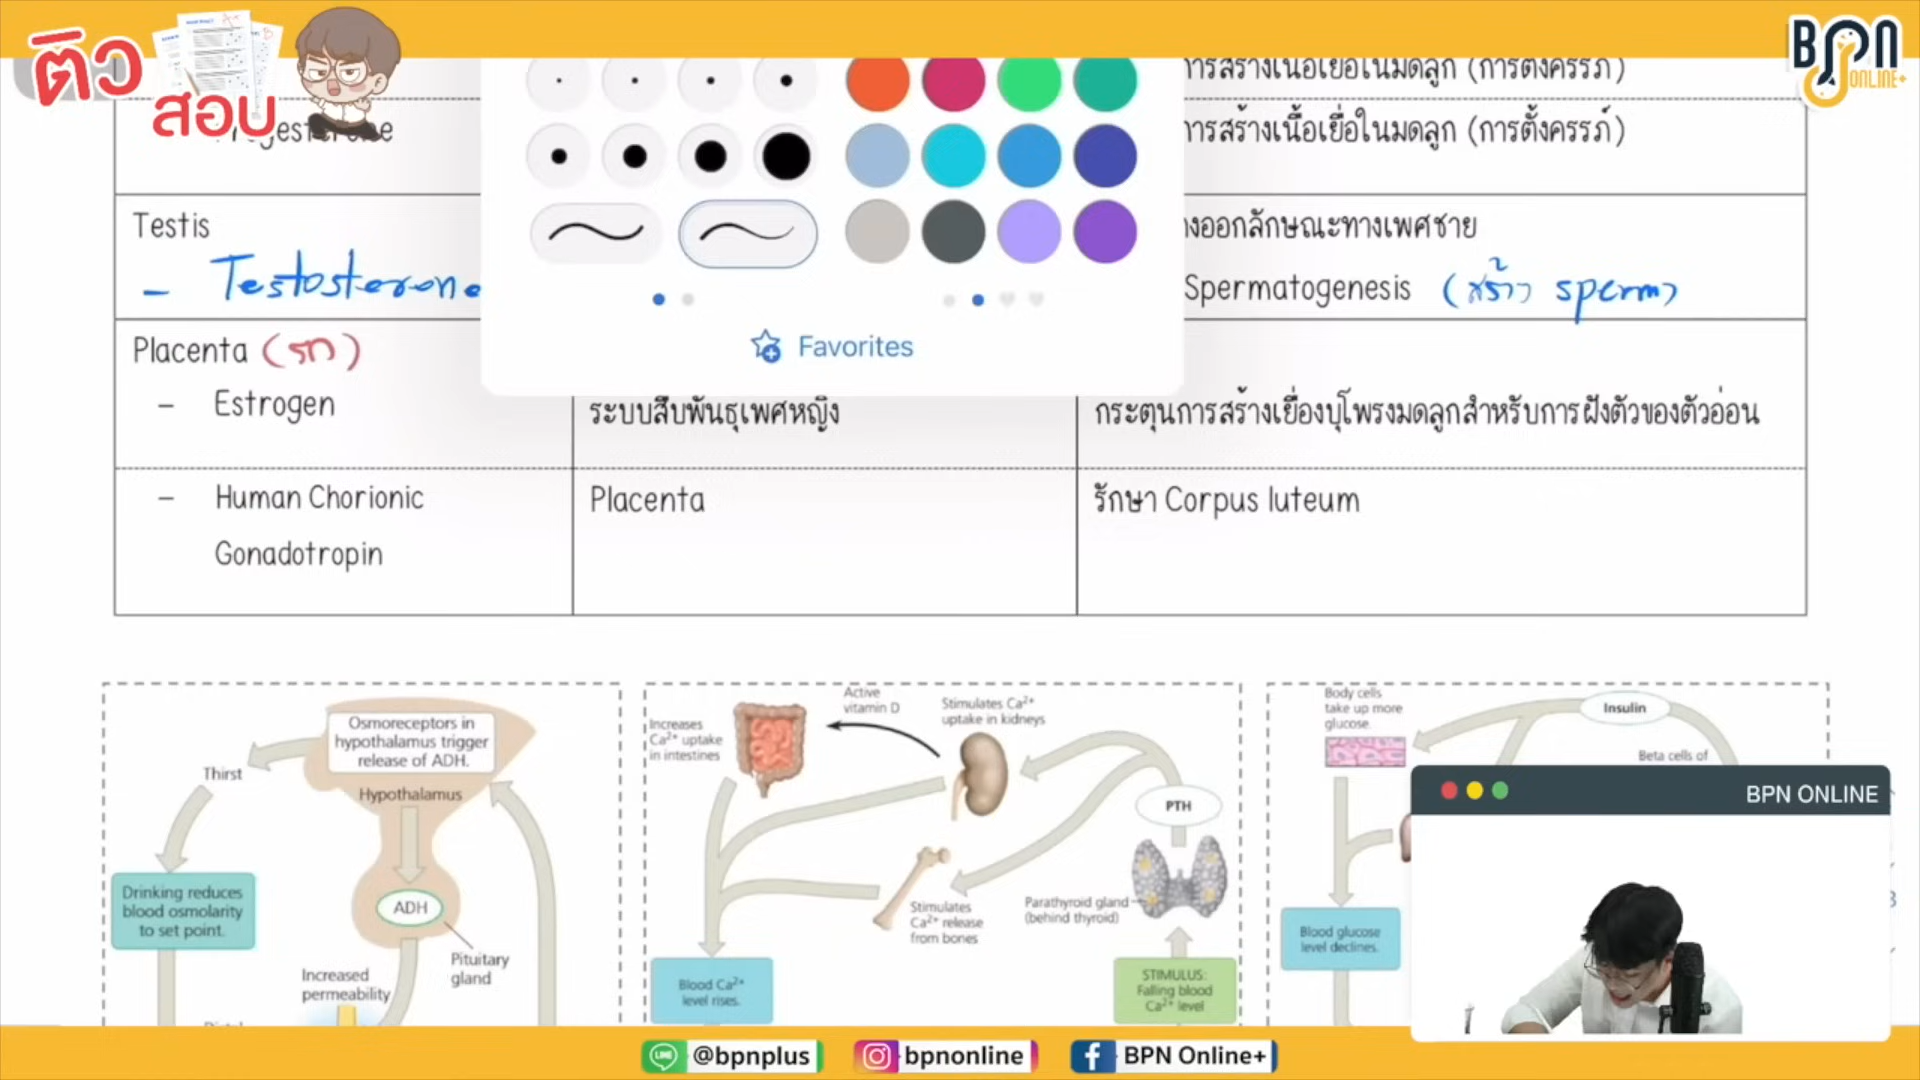 ติว
สอบ
BPN
ONLINE+
การสร้างเนื้อเยื่อในมดลูก (การตั้งครรภ์)
การสร้างเนื้อเยื่อในมดลูก (การตั้งครรภ์)
Testis
- Testosterone
งออกลักษณะทางเพศชาย
Spermatogenesis (สร้าง sperm)
Favorites
Placenta (รก)
- Estrogen
ระบบสืบพันธุ์เพศหญิง
กระตุ้นการสร้างเยื่องบุโพรงมดลูกสำหรับการฝังตัวของตัวอ่อน
- Human Chorionic
Gonadotropin
Placenta
รักษา Corpus luteum
Osmoreceptors in
hypothalamus trigger
release of ADH.
Thirst
Hypothalamus
Drinking reduces
blood osmolarity
to set point.
ADH
Pituitary
gland
Increased
permeability
Increases
Ca²⁺ uptake
in intestines
Active
vitamin D
Stimulates Ca²⁺
uptake in kidneys
PTH
Parathyroid gland
(behind thyroid)
Stimulates
Ca²⁺ release
from bones
Blood Ca²⁺
level rises.
STIMULUS:
Falling blood
Ca²⁺ level
Body cells
take up more
glucose.
Insulin
Beta cells of
Blood glucose
level declines.
BPN ONLINE
LINE
@bpnplus
bpnonline
BPN Online+